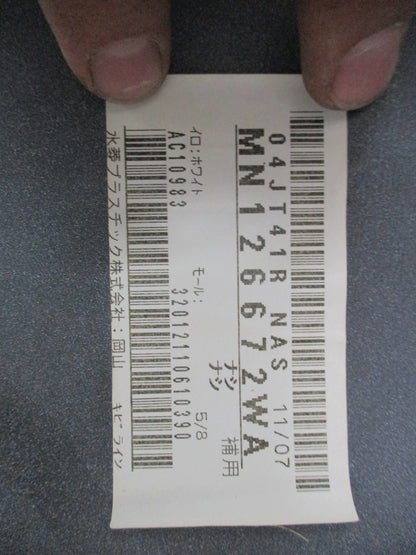 04JT41R NAS 11/07
MN126672WA
ナシ 補用
ナシ
イロ:ホワイト モール: 5/8
AC10983 32012110610390
水菱プラスチック株式会社:岡山 キビ ライン